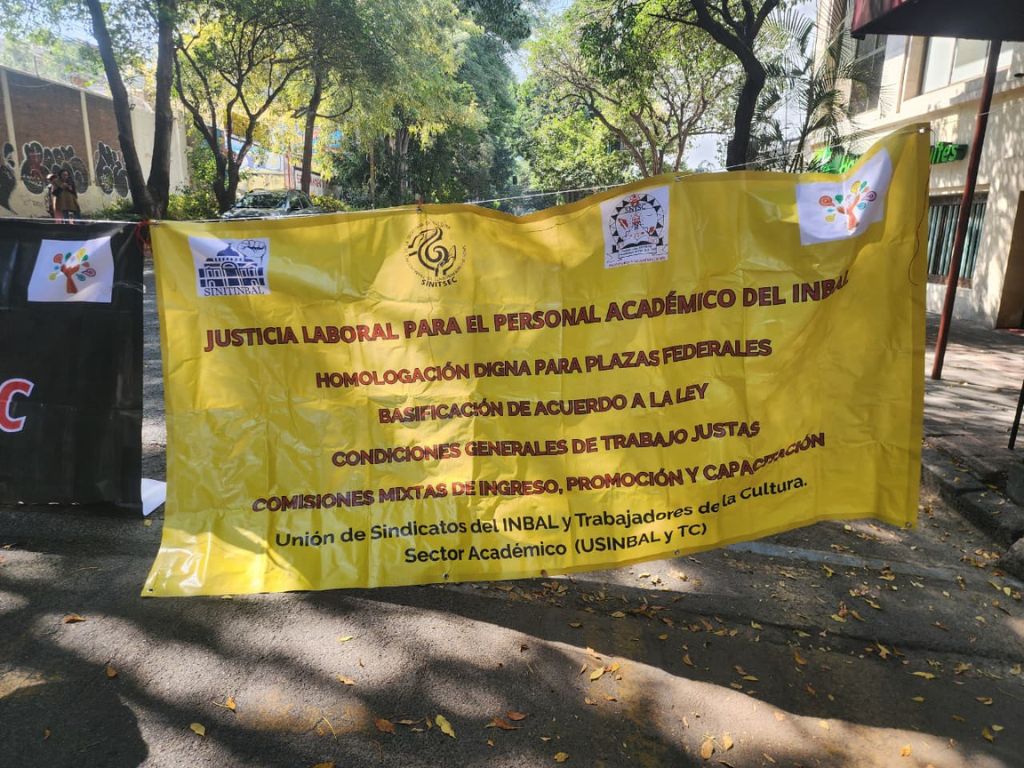 SINITINBAL
SINITSEC
SNTSC
JUSTICIA LABORAL PARA EL PERSONAL ACADÉMICO DEL INBAL
HOMOLOGACIÓN DIGNA PARA PLAZAS FEDERALES
BASIFICACIÓN DE ACUERDO A LA LEY
CONDICIONES GENERALES DE TRABAJO JUSTAS
COMISIONES MIXTAS DE INGRESO, PROMOCIÓN Y CAPACITACIÓN
Unión de Sindicatos del INBAL y Trabajadores de la Cultura.
Sector Académico (USINBAL y TC)
C